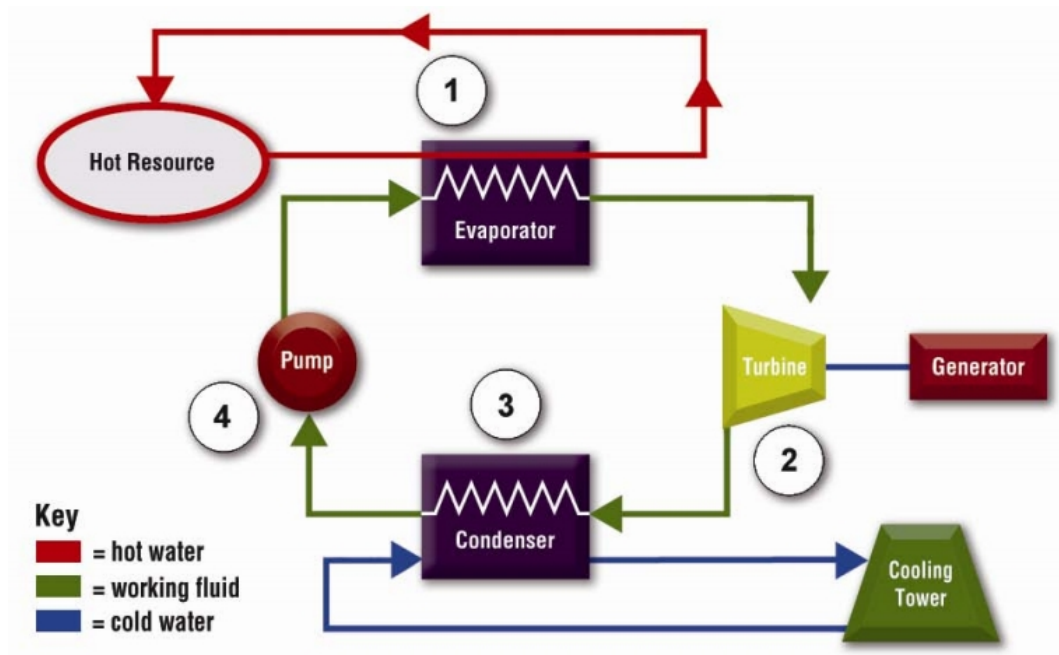 1
Hot Resource
Evaporator
Pump
Turbine
Generator
4
3
2
Condenser
Cooling
Tower
Key
= hot water
= working fluid
= cold water